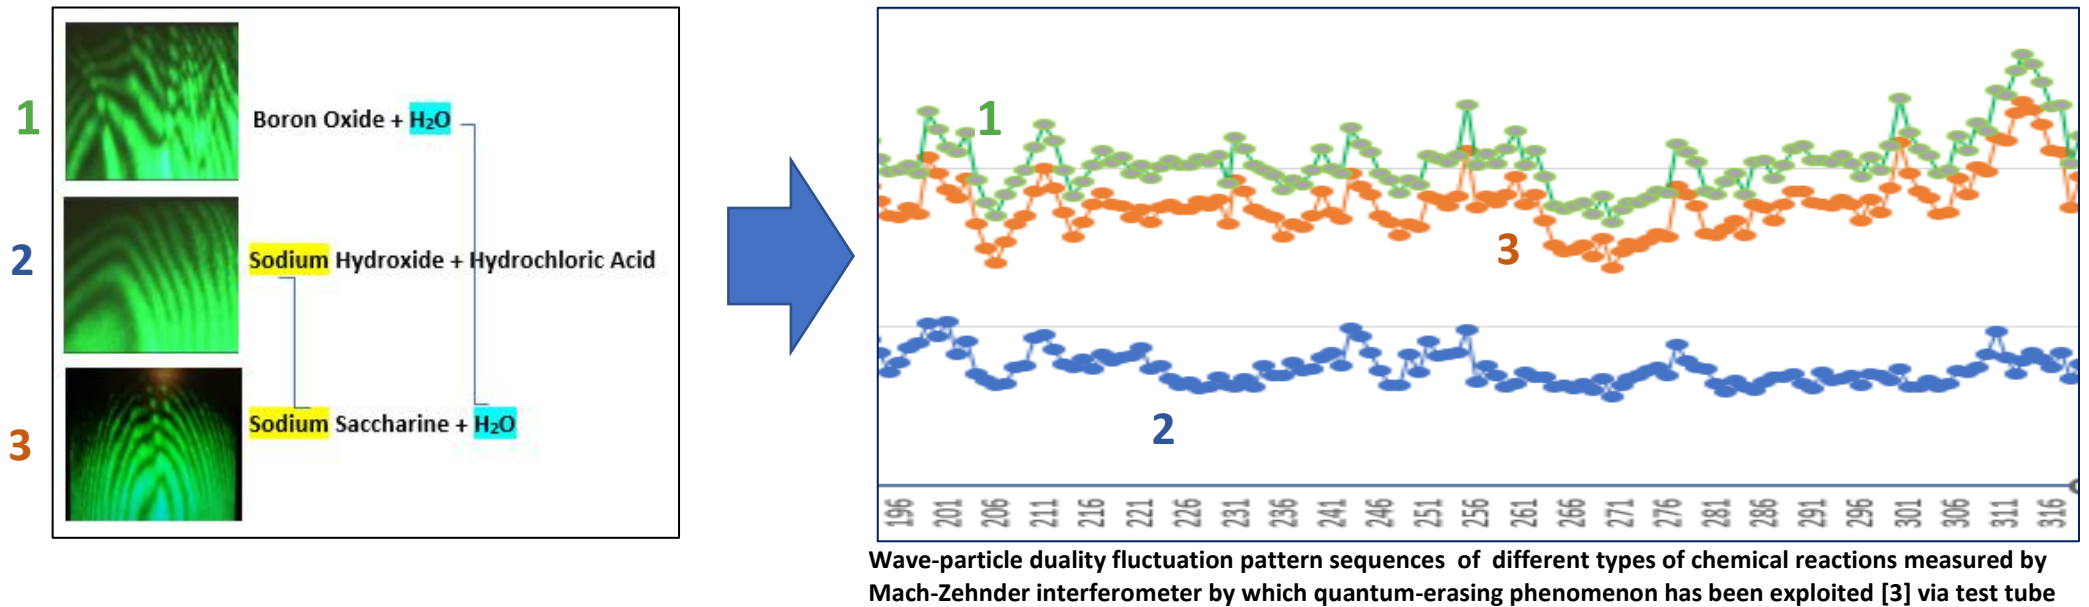 1
Boron Oxide + H₂O
2
Sodium Hydroxide + Hydrochloric Acid
3
Sodium Saccharine + H₂O
1
3
2
196 201 206 211 216 221 226 231 236 241 246 251 256 261 266 271 276 281 286 291 296 301 306 311 316
Wave-particle duality fluctuation pattern sequences of different types of chemical reactions measured by
Mach-Zehnder interferometer by which quantum-erasing phenomenon has been exploited [3] via test tube